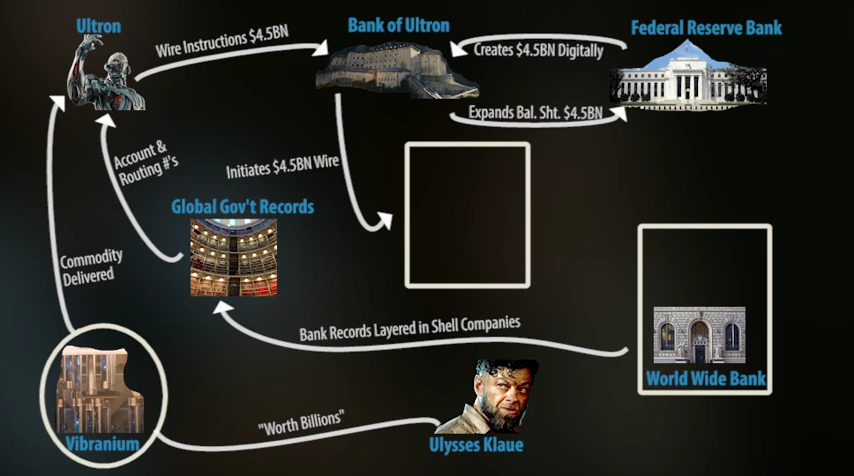 Ultron
Wire Instructions $4.5BN
Bank of Ultron
Creates $4.5BN Digitally
Federal Reserve Bank
Expands Bal. Sht. $4.5BN
Account &
Routing #'s
Initiates $4.5BN Wire
Global Gov't Records
Commodity
Delivered
Bank Records Layered in Shell Companies
World Wide Bank
Vibranium
"Worth Billions"
Ulysses Klaue